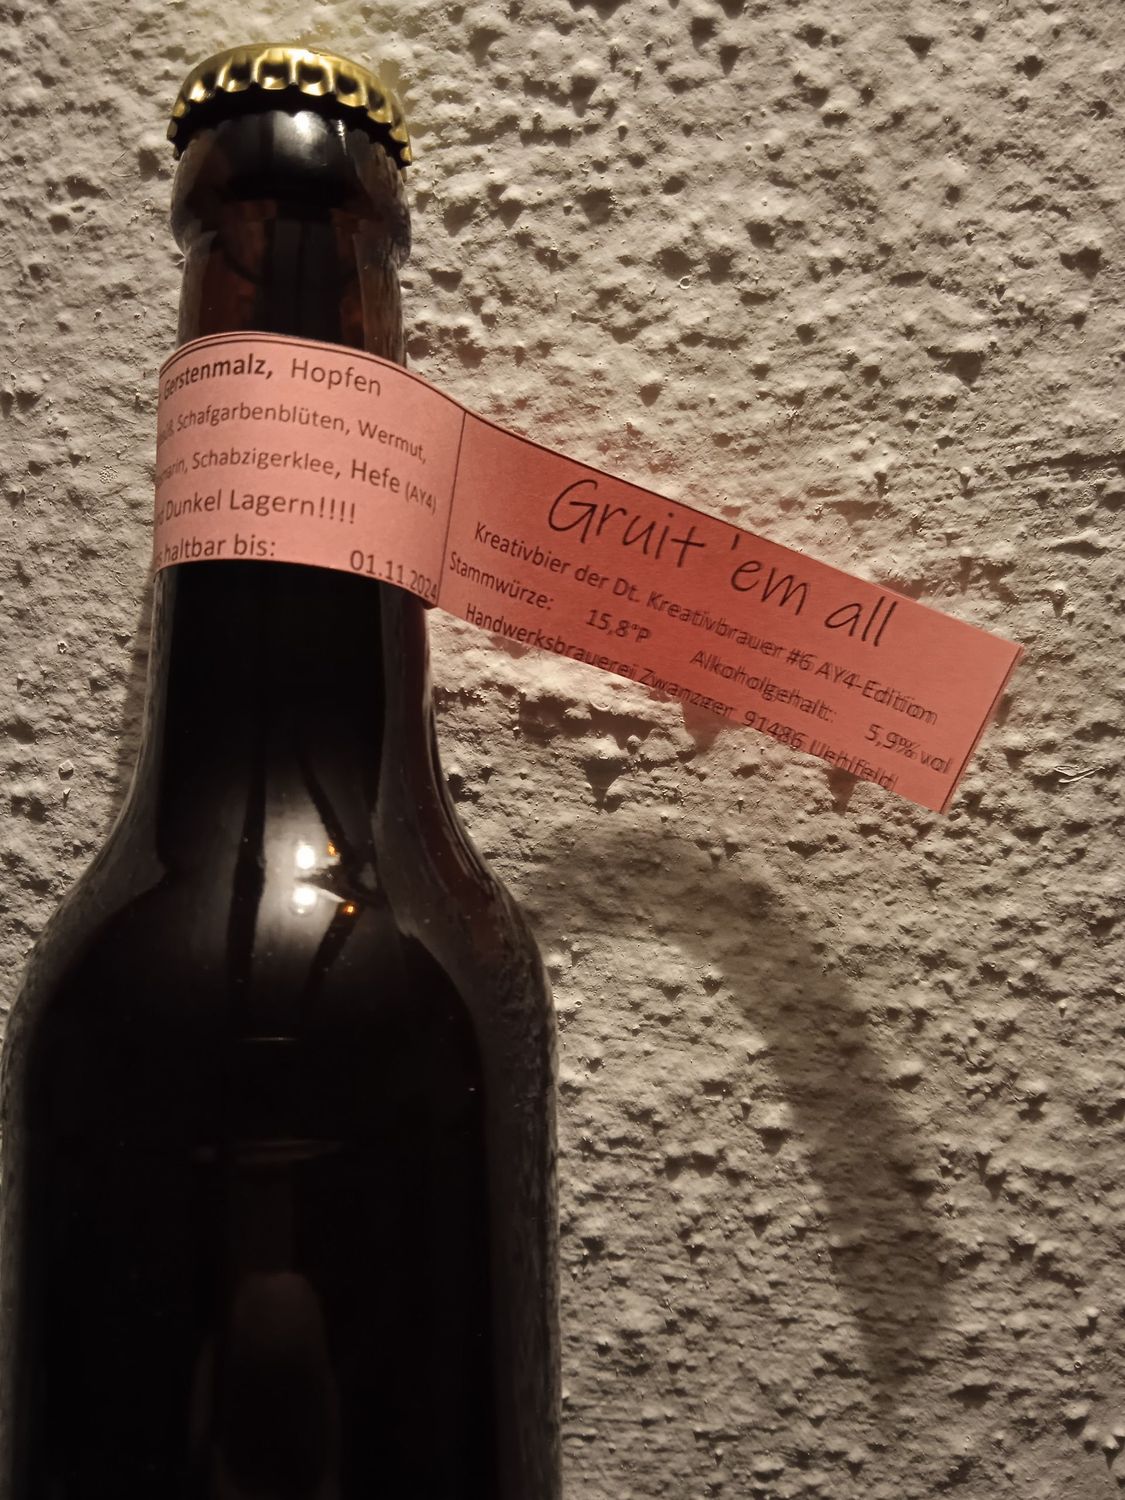 Gerstenmalz, Hopfen
Schafgarbenblüten, Wermut,
Schabzigerklee, Hefe (AY4)
Dunkel Lagern!!!!
haltbar bis: 01.11.2024
Gruit 'em all
Kreativbier der Dt. Kreativbrauer #6 AY4-Edition
Stammwürze: 15,8°P Alkoholgehalt: 5,9% vol
Handwerksbrauerei Zwanzger 91486 Uehlfeld